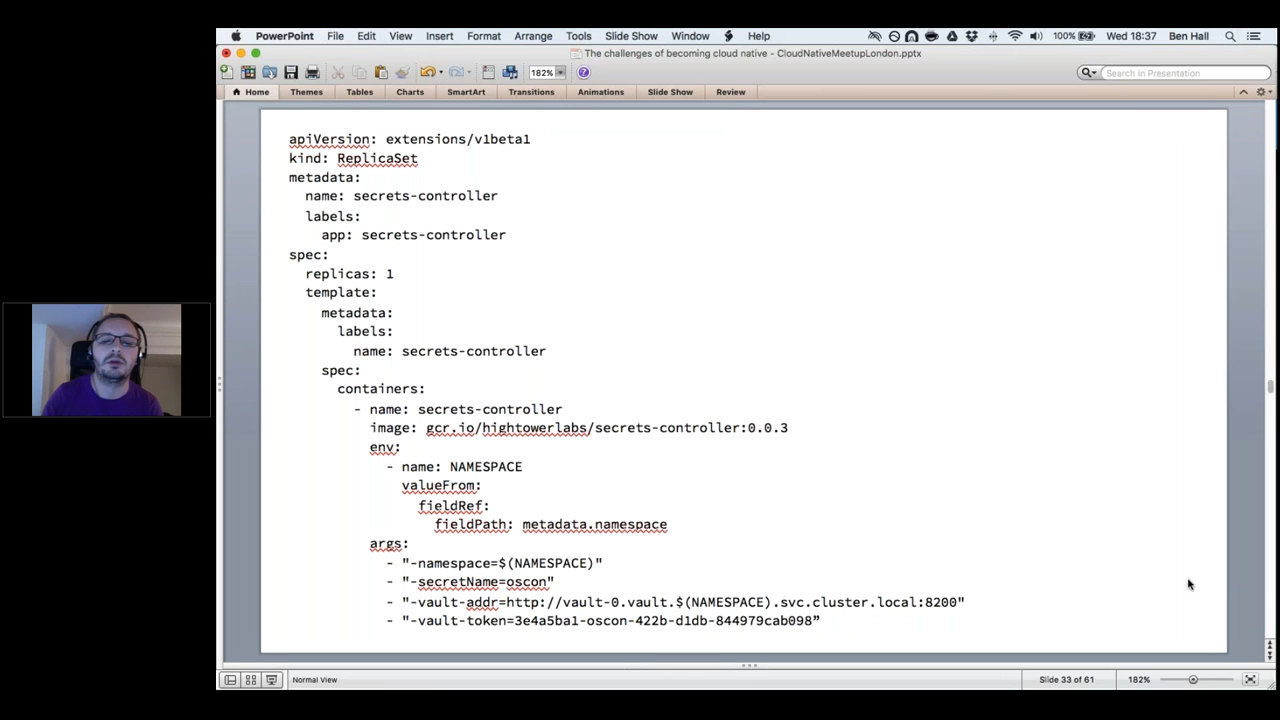 PowerPoint File Edit View Insert Format Arrange Tools Slide Show Window Help 100% Wed 18:37 Ben Hall
The challenges of becoming cloud native - CloudNativeMeetupLondon.pptx
182% Search in Presentation
Home Themes Tables Charts SmartArt Transitions Animations Slide Show Review
apiVersion: extensions/v1beta1
kind: ReplicaSet
metadata:
name: secrets-controller
labels:
app: secrets-controller
spec:
replicas: 1
template:
metadata:
labels:
name: secrets-controller
spec:
containers:
- name: secrets-controller
image: gcr.io/hightowerlabs/secrets-controller:0.0.3
env:
- name: NAMESPACE
valueFrom:
fieldRef:
fieldPath: metadata.namespace
args:
- "-namespace=$(NAMESPACE)"
- "-secretName=oscon"
- "-vault-addr=http://vault-0.vault.$(NAMESPACE).svc.cluster.local:8200"
- "-vault-token=3e4a5ba1-oscon-422b-d1db-844979cab098”
Normal View Slide 33 of 61 182%